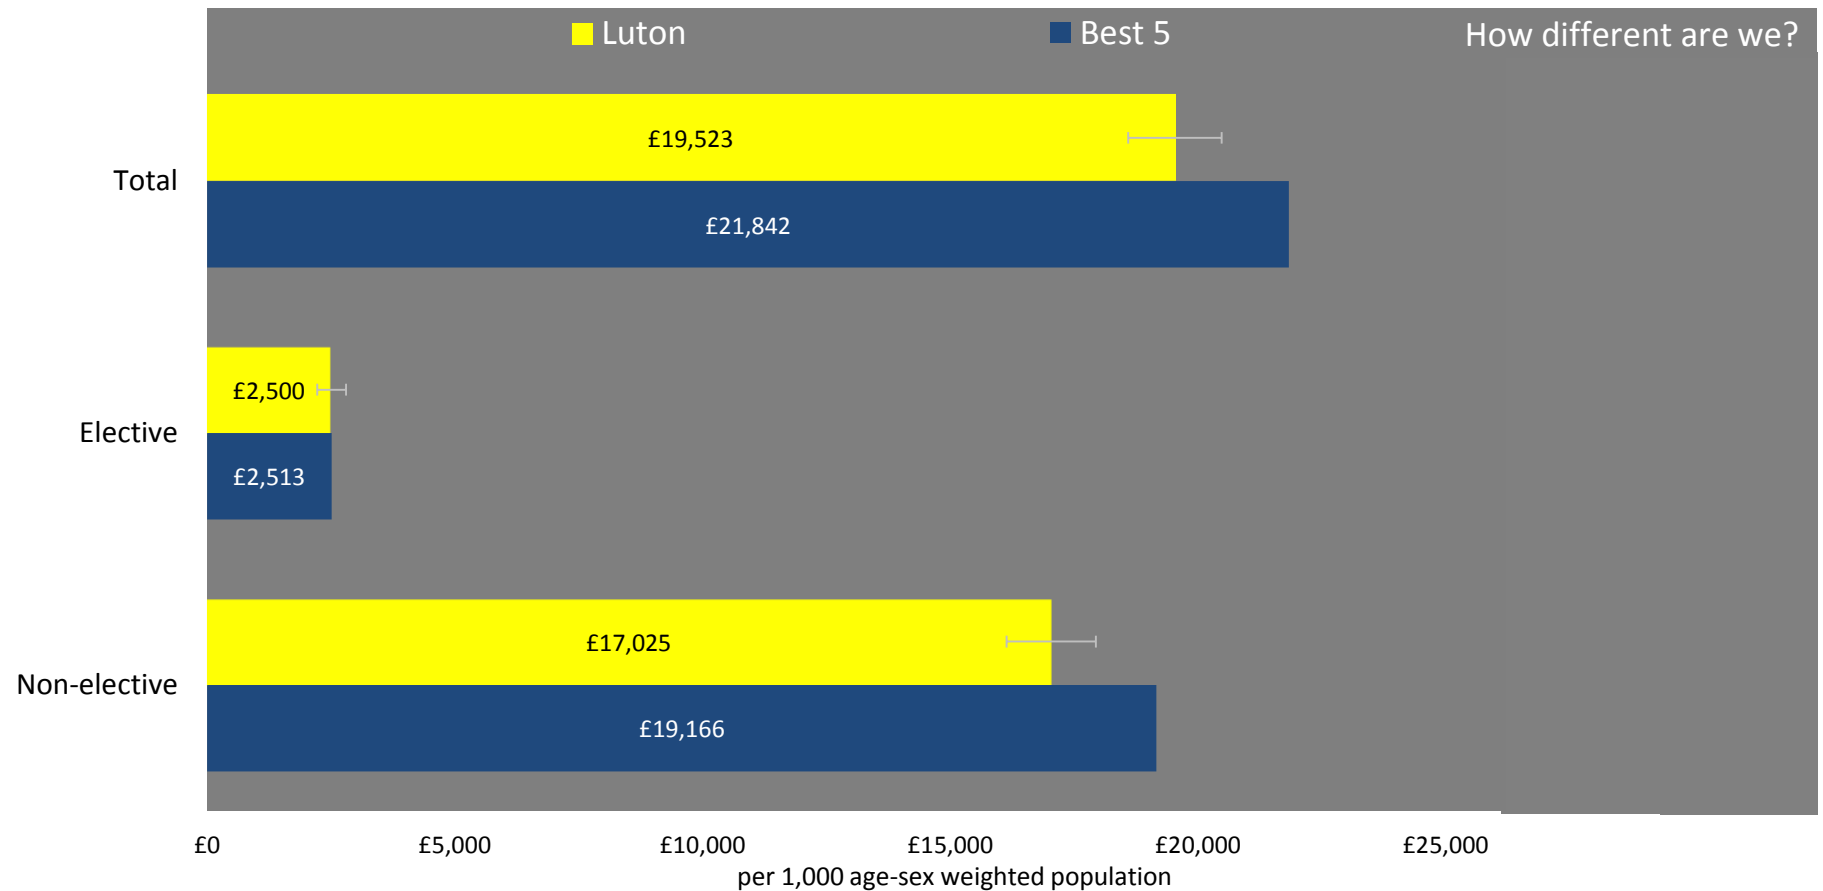 Luton
Best 5
How different are we?
Total
£19,523
£21,842
Elective
£2,500
£2,513
Non-elective
£17,025
£19,166
£0 £5,000 £10,000 £15,000 £20,000 £25,000
per 1,000 age-sex weighted population